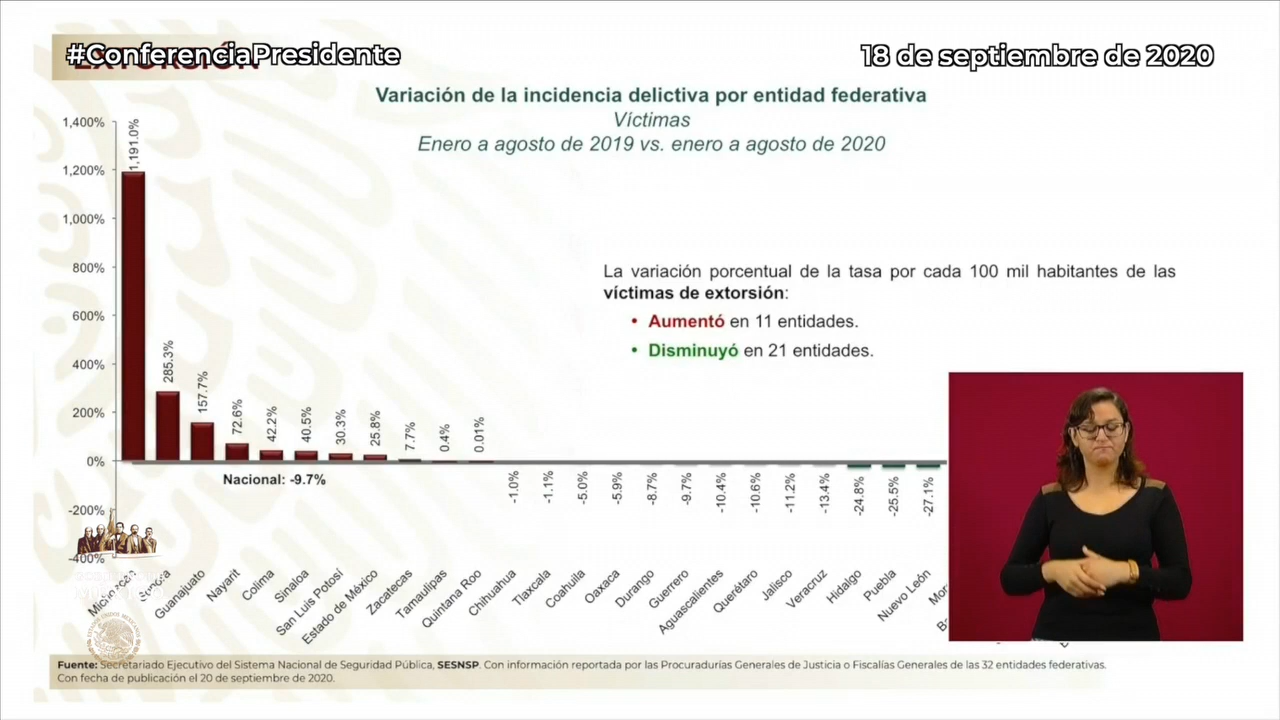 #ConferenciaPresidente
18 de septiembre de 2020
EXTORSIÓN
Variación de la incidencia delictiva por entidad federativa
Víctimas
Enero a agosto de 2019 vs. enero a agosto de 2020
1,400%
1,200%
1,000%
800%
600%
400%
200%
0%
-200%
-400%
1,191.0%
285.3%
157.7%
72.6%
42.2%
40.5%
30.3%
25.8%
7.7%
0.4%
0.01%
-1.0%
-1.1%
-5.0%
-5.9%
-8.7%
-9.7%
-10.4%
-10.6%
-11.2%
-13.4%
-24.8%
-25.5%
-27.1%
Nacional: -9.7%
La variación porcentual de la tasa por cada 100 mil habitantes de las
víctimas de extorsión:
• Aumentó en 11 entidades.
• Disminuyó en 21 entidades.
Guanajuato
Nayarit
Colima
Sinaloa
San Luis Potosí
Estado de México
Zacatecas
Tamaulipas
Quintana Roo
Chihuahua
Tlaxcala
Coahuila
Oaxaca
Durango
Guerrero
Aguascalientes
Querétaro
Jalisco
Veracruz
Hidalgo
Puebla
Nuevo León
Fuente: Secretariado Ejecutivo del Sistema Nacional de Seguridad Pública, SESNSP. Con información reportada por las Procuradurías Generales de Justicia o Fiscalías Generales de las 32 entidades federativas.
Con fecha de publicación el 20 de septiembre de 2020.